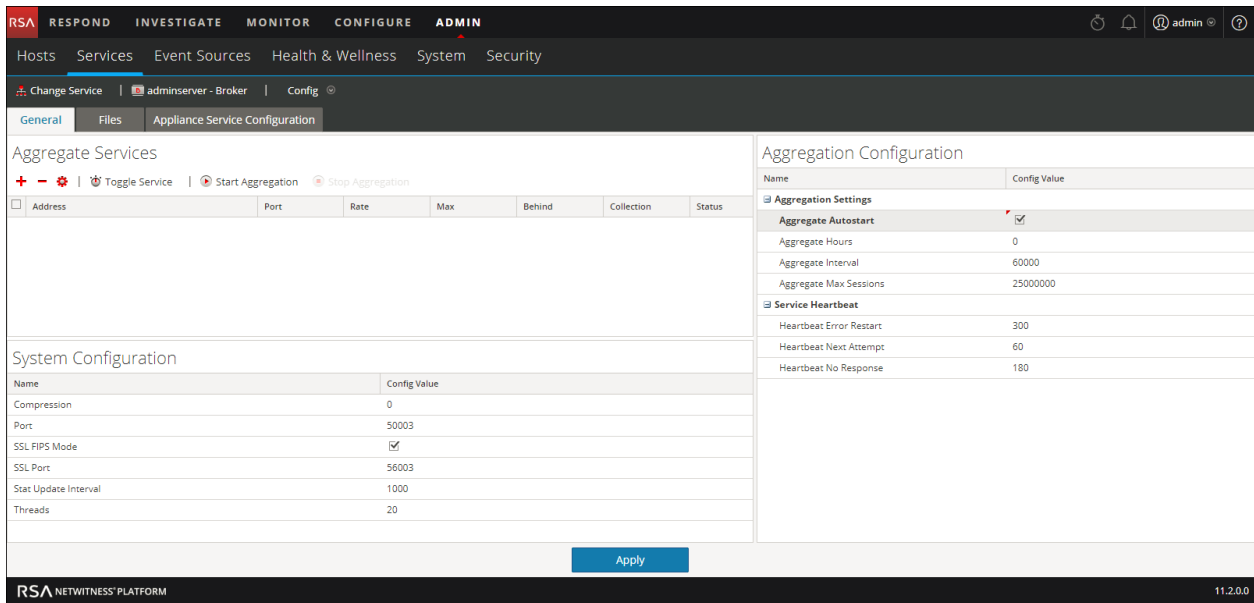 RSA RESPOND INVESTIGATE MONITOR CONFIGURE ADMIN admin
Hosts Services Event Sources Health & Wellness System Security
Change Service | adminserver - Broker | Config
General Files Appliance Service Configuration
Aggregate Services
Toggle Service | Start Aggregation Stop Aggregation
Address Port Rate Max Behind Collection Status
System Configuration
Name Config Value
Compression 0
Port 50003
SSL FIPS Mode
SSL Port 56003
Stat Update Interval 1000
Threads 20
Aggregation Configuration
Name Config Value
Aggregation Settings
Aggregate Autostart
Aggregate Hours 0
Aggregate Interval 60000
Aggregate Max Sessions 25000000
Service Heartbeat
Heartbeat Error Restart 300
Heartbeat Next Attempt 60
Heartbeat No Response 180
Apply
RSA NETWITNESS® PLATFORM 11.2.0.0